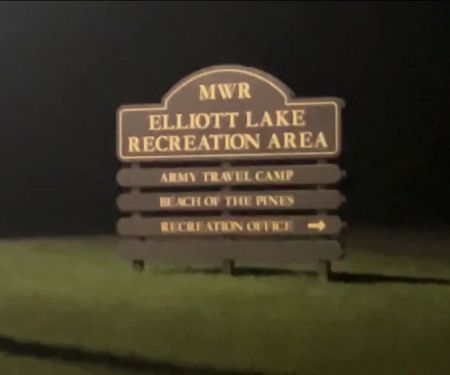 MWR
ELLIOTT LAKE
RECREATION AREA
ARMY TRAVEL CAMP
BEACH OF THE PINES
RECREATION OFFICE →